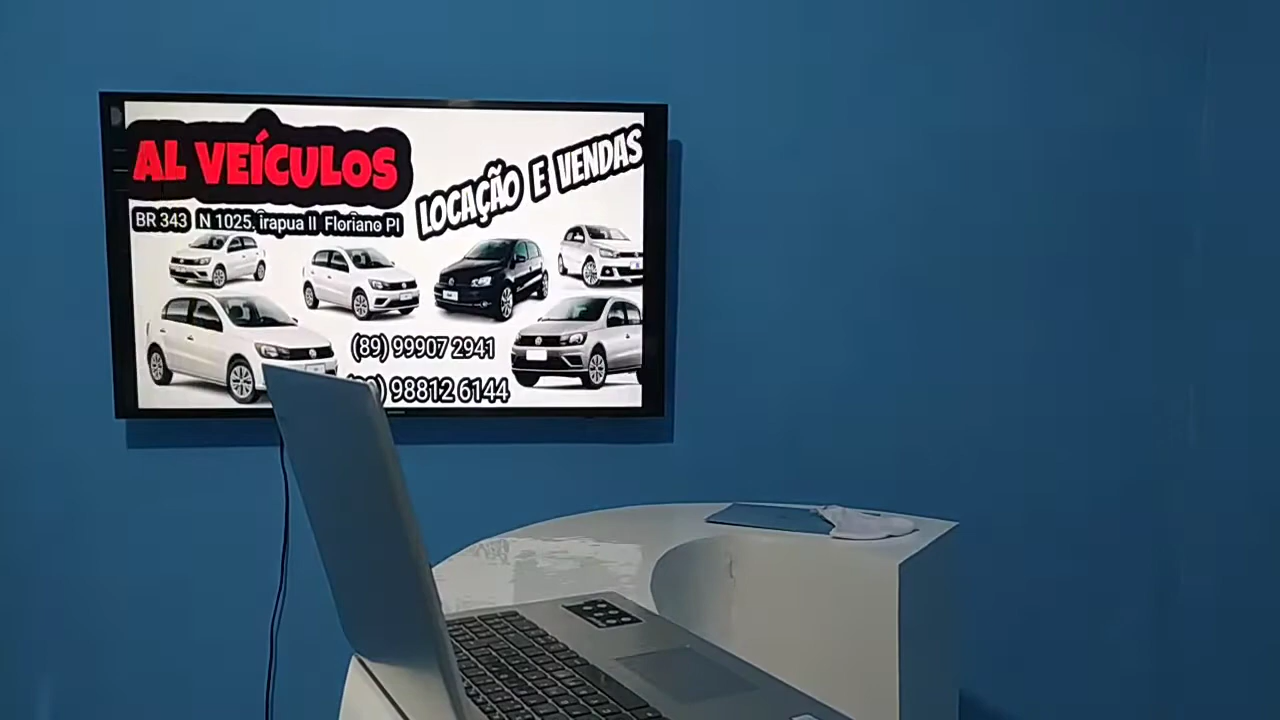 AL VEÍCULOS
LOCAÇÃO E VENDAS
BR 343 N 1025, irapua II Floriano PI
(89) 99907 2941
) 98812 6144